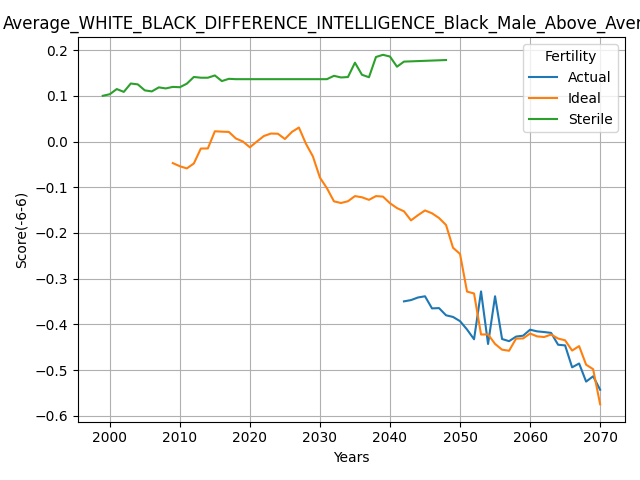 Average_WHITE_BLACK_DIFFERENCE_INTELLIGENCE_Black_Male_Above_Aver
Fertility
Actual
Ideal
Sterile
0.2
0.1
0.0
−0.1
−0.2
−0.3
−0.4
−0.5
−0.6
Score(-6-6)
2000 2010 2020 2030 2040 2050 2060 2070
Years